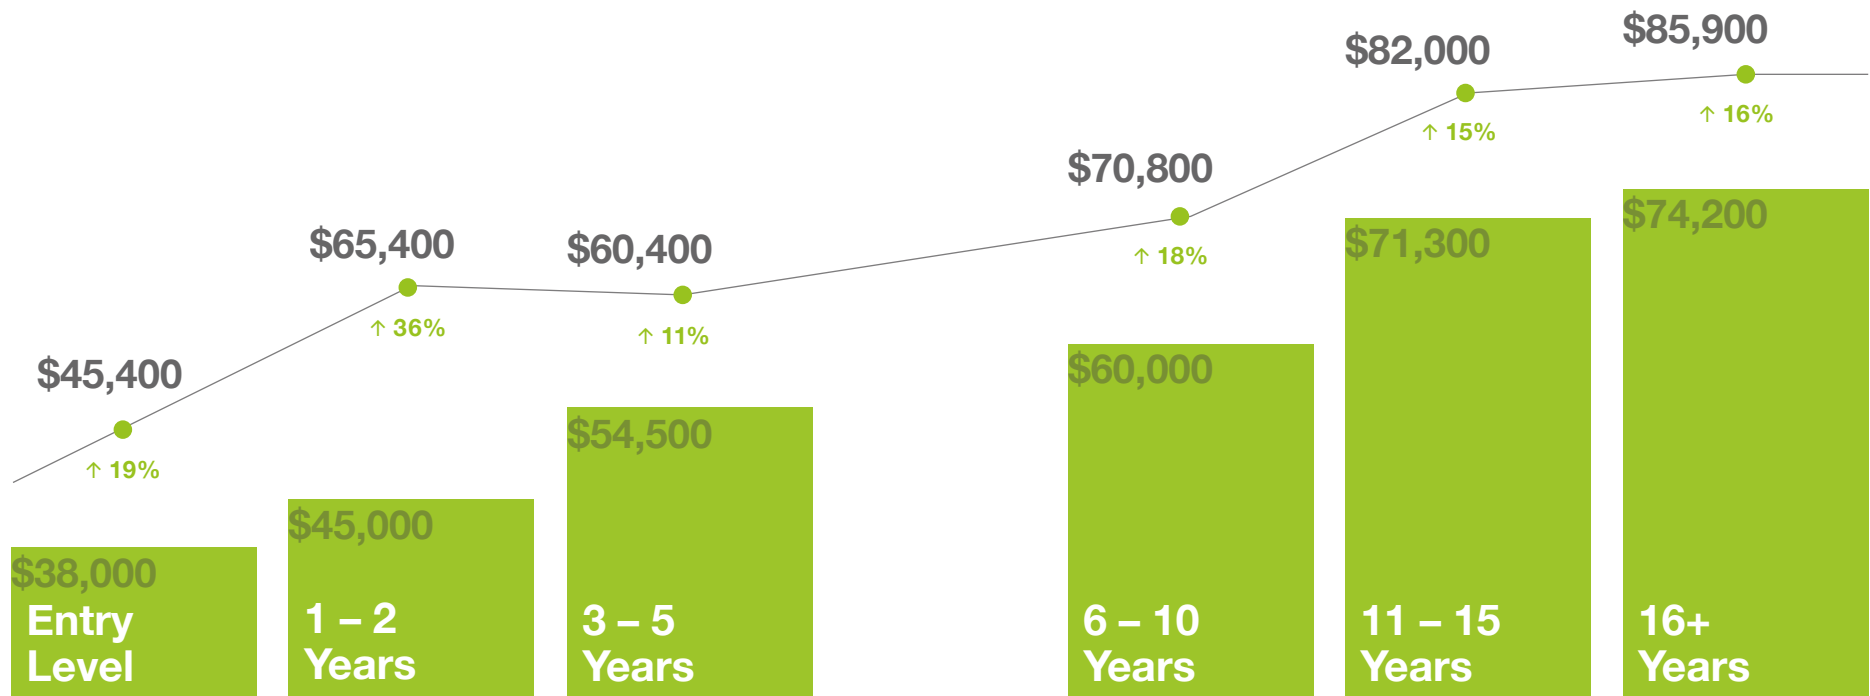 $45,400
↑ 19%
$38,000
Entry
Level
$65,400
↑ 36%
$45,000
1 – 2
Years
$60,400
↑ 11%
$54,500
3 – 5
Years
$70,800
↑ 18%
$60,000
6 – 10
Years
$82,000
↑ 15%
$71,300
11 – 15
Years
$85,900
↑ 16%
$74,200
16+
Years